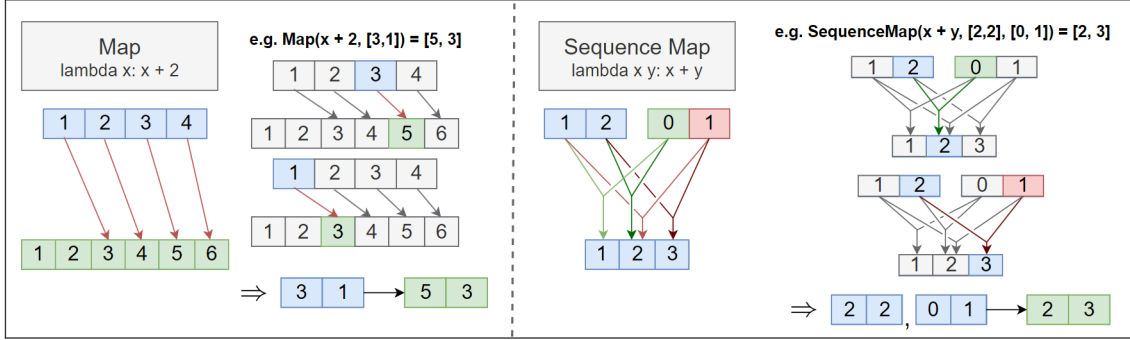 Map
lambda x: x + 2
1 2 3 4
1 2 3 4 5 6
e.g. Map(x + 2, [3,1]) = [5, 3]
1 2 3 4
1 2 3 4 5 6
1 2 3 4
1 2 3 4 5 6
⇒ 3 1 5 3
Sequence Map
lambda x y: x + y
1 2 0 1
1 2 3
e.g. SequenceMap(x + y, [2,2], [0, 1]) = [2, 3]
1 2 0 1
1 2 3
1 2 0 1
1 2 3
⇒ 2 2 , 0 1 2 3